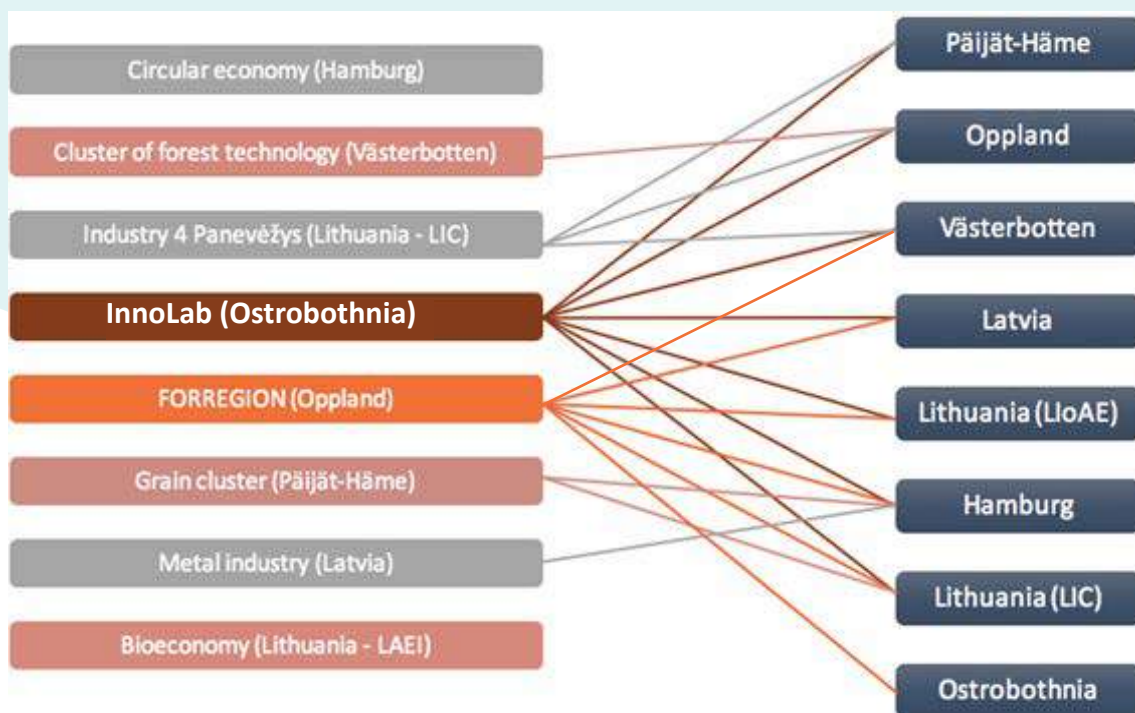 Circular economy (Hamburg)
Cluster of forest technology (Västerbotten)
Industry 4 Panevėžys (Lithuania - LIC)
InnoLab (Ostrobothnia)
FORREGION (Oppland)
Grain cluster (Päijät-Häme)
Metal industry (Latvia)
Bioeconomy (Lithuania - LAEI)
Päijät-Häme
Oppland
Västerbotten
Latvia
Lithuania (LIoAE)
Hamburg
Lithuania (LIC)
Ostrobothnia